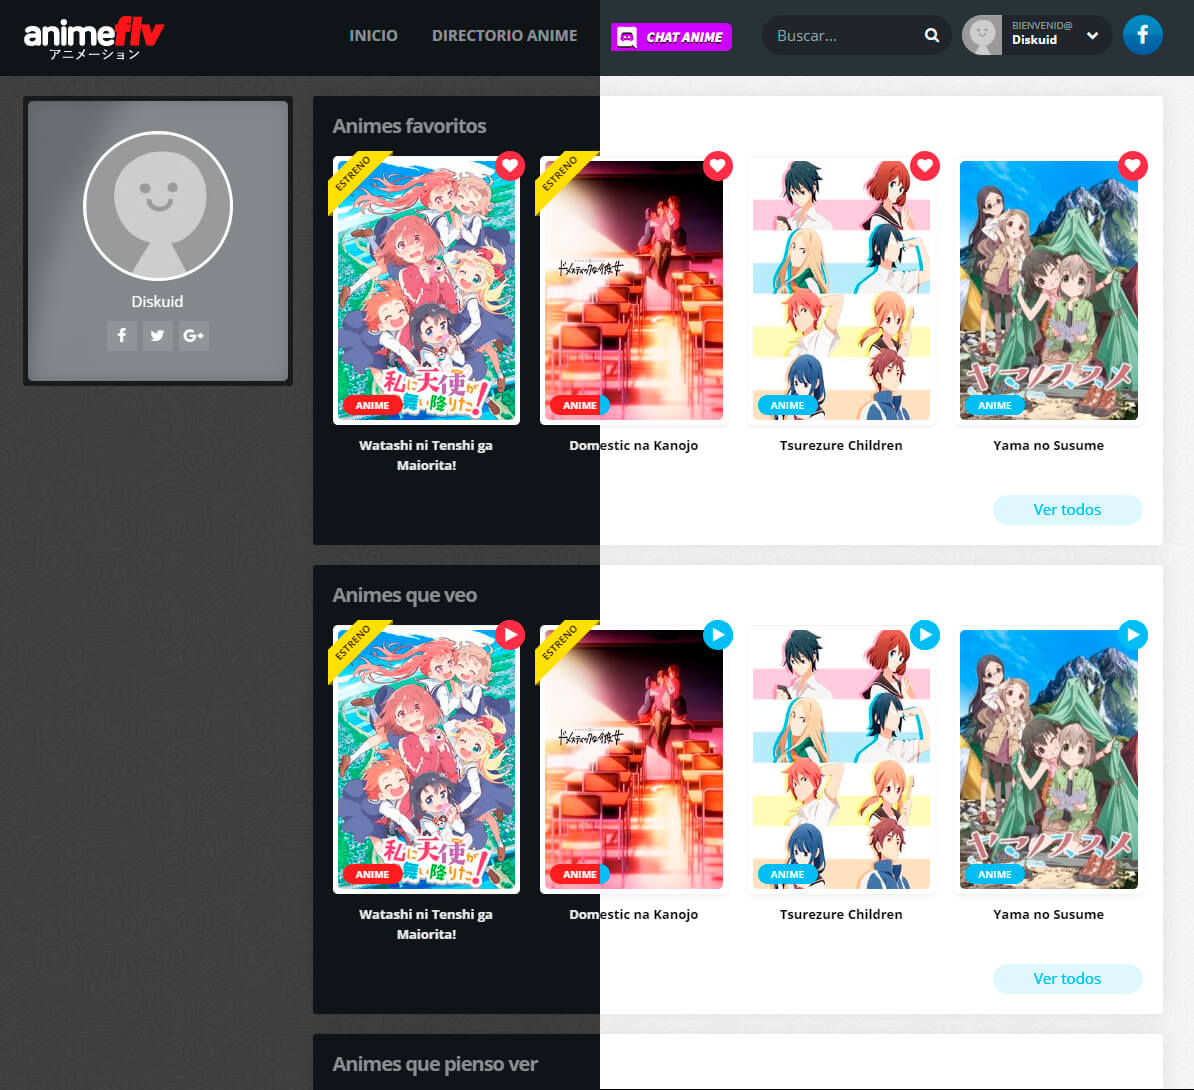 animeflv
アニメーション
INICIO
DIRECTORIO ANIME
CHAT ANIME
Buscar...
BIENVENID@
Diskuid
Diskuid
Animes favoritos
ESTRENO
私に天使が
舞い降りた!
ANIME
Watashi ni Tenshi ga
Maiorita!
ESTRENO
ドメスティックな彼女
ANIME
Domestic na Kanojo
ANIME
Tsurezure Children
ヤマノススメ
ANIME
Yama no Susume
Ver todos
Animes que veo
ESTRENO
私に天使が
舞い降りた!
ANIME
Watashi ni Tenshi ga
Maiorita!
ESTRENO
ドメスティックな彼女
ANIME
Domestic na Kanojo
ANIME
Tsurezure Children
ヤマノススメ
ANIME
Yama no Susume
Ver todos
Animes que pienso ver